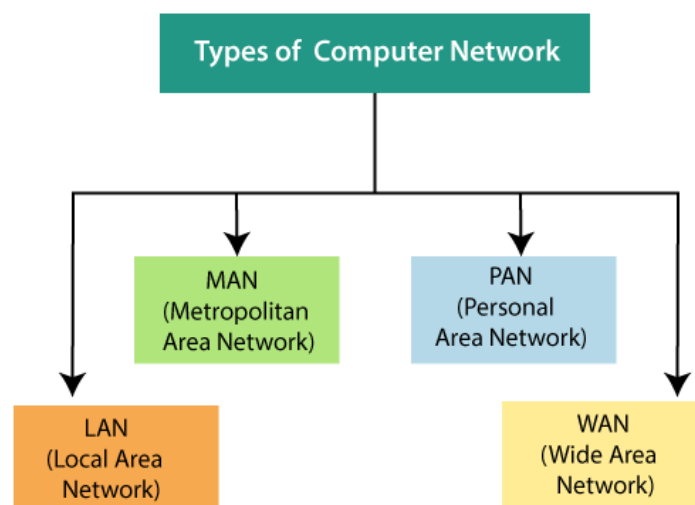 Types of Computer Network
MAN
(Metropolitan
Area Network)
PAN
(Personal
Area Network)
LAN
(Local Area
Network)
WAN
(Wide Area
Network)